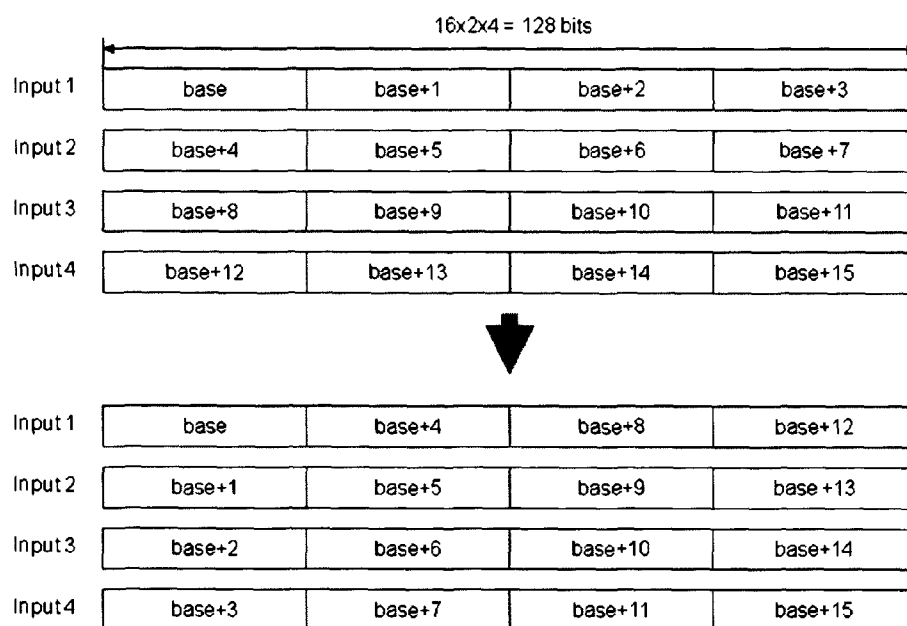 16x2x4 = 128 bits
Input 1 base base+1 base+2 base+3
Input 2 base+4 base+5 base+6 base +7
Input 3 base+8 base+9 base+10 base+11
Input 4 base+12 base+13 base+14 base+15
Input 1 base base+4 base+8 base+12
Input 2 base+1 base+5 base+9 base +13
Input 3 base+2 base+6 base+10 base+14
Input 4 base+3 base+7 base+11 base+15